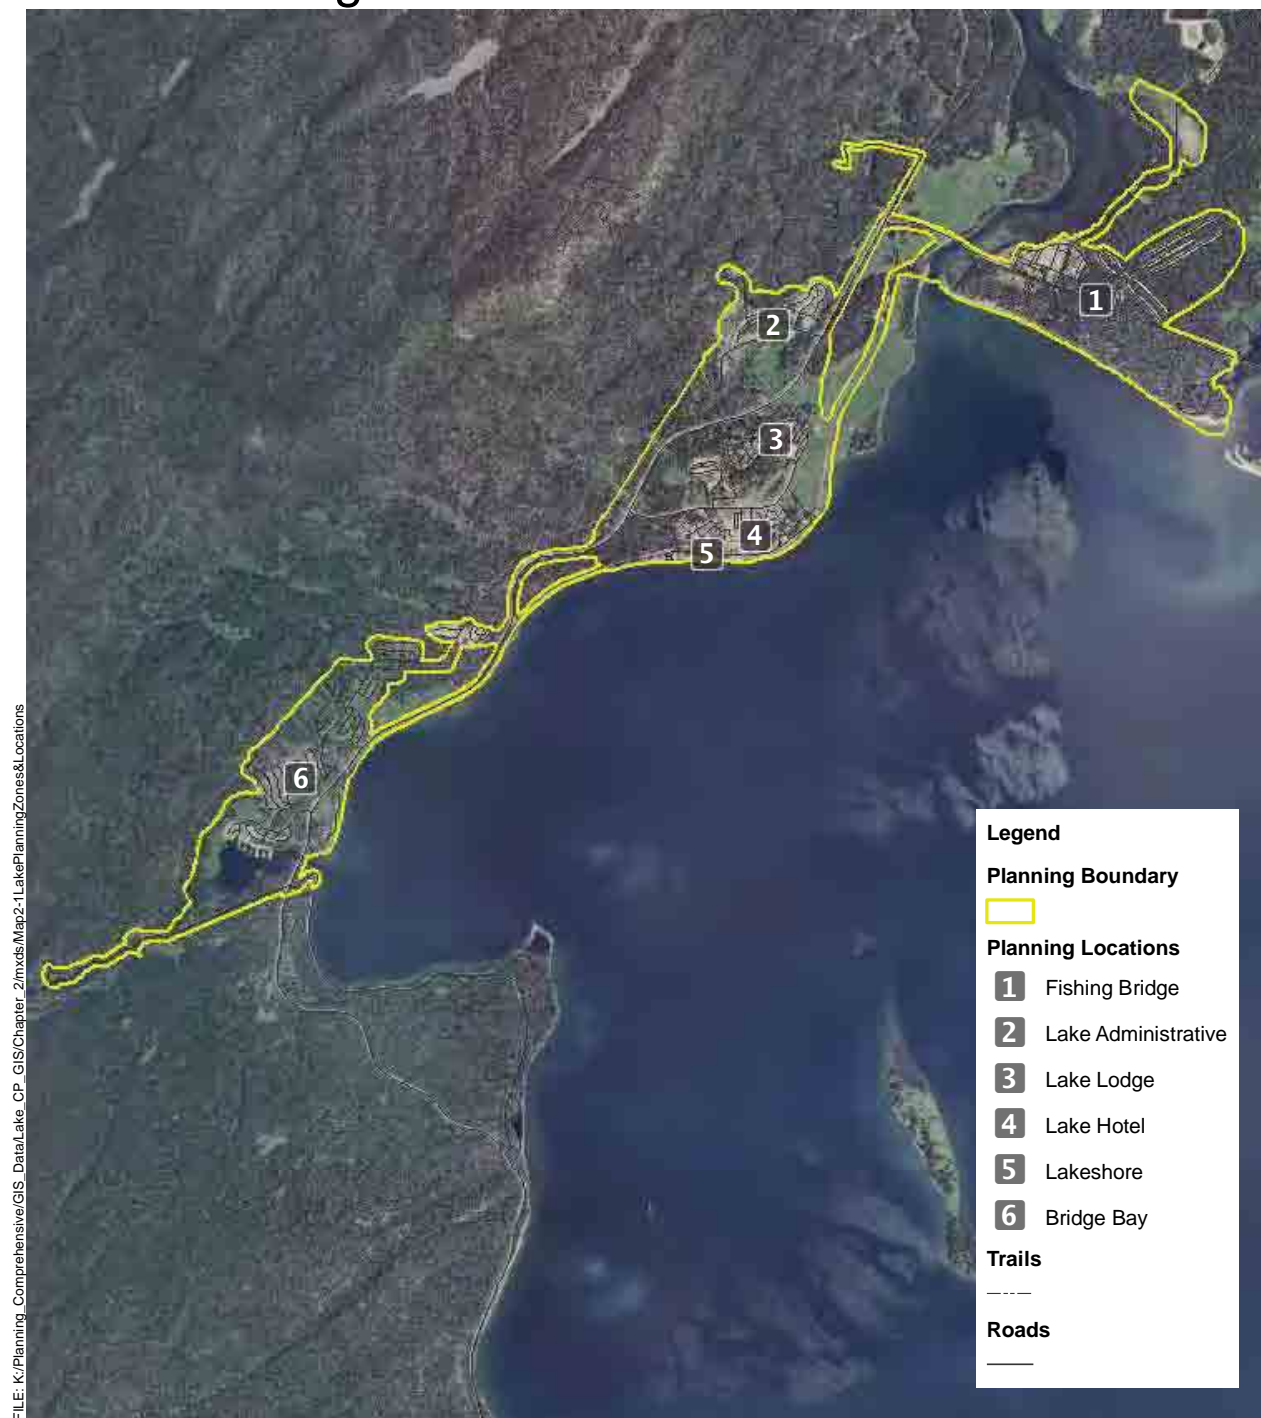 1
2
3
4
5
6
Legend
Planning Boundary
Planning Locations
1 Fishing Bridge
2 Lake Administrative
3 Lake Lodge
4 Lake Hotel
5 Lakeshore
6 Bridge Bay
Trails
Roads
FILE: K:/Planning_Comprehensive/GIS_Data/Lake_CP_GIS/Chapter_2/mxds/Map2-1LakePlanningZones&Locations